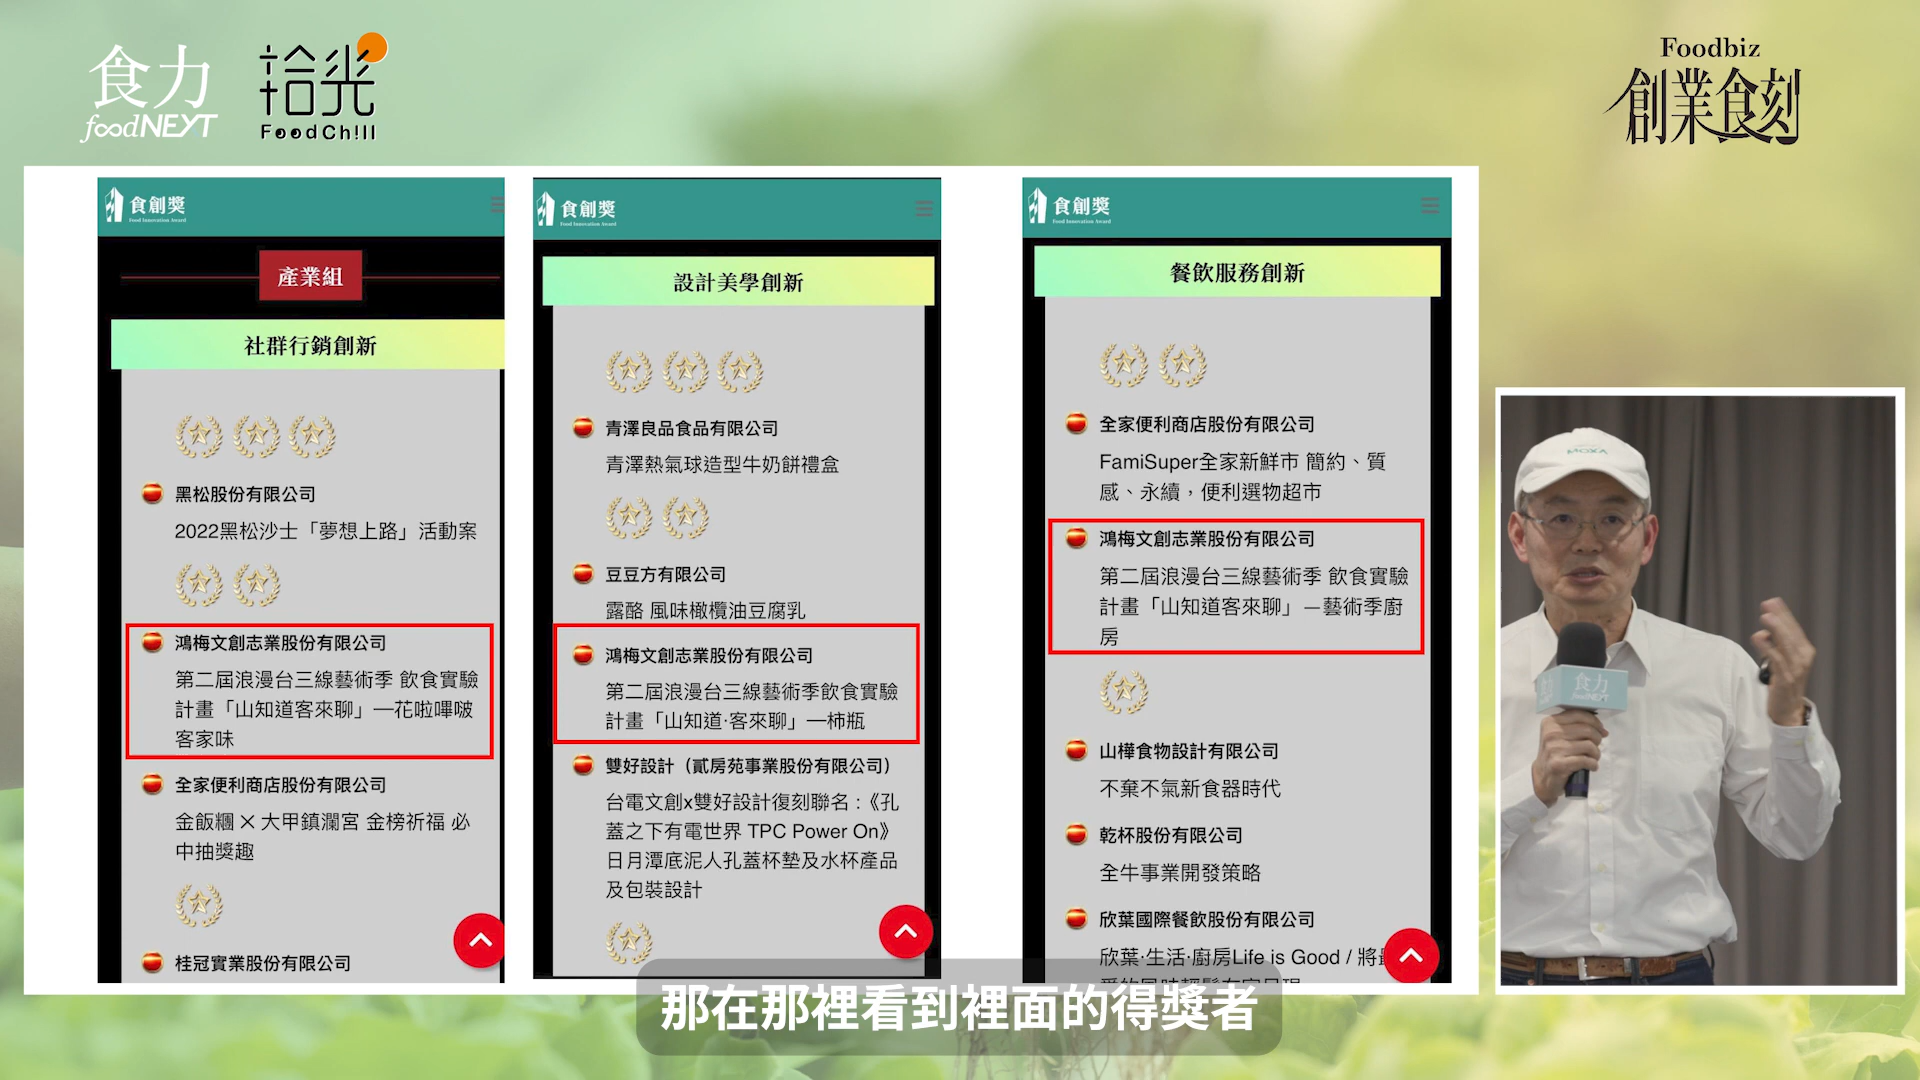 食力
foodNEXT
拾光
FoodCh!ll
Foodbiz
創業食刻
食創獎
Food Innovation Award
產業組
社群行銷創新
黑松股份有限公司
2022黑松沙士「夢想上路」活動案
鴻梅文創志業股份有限公司
第二屆浪漫台三線藝術季 飲食實驗
計畫「山知道客來聊」—花啦嗶啵
客家味
全家便利商店股份有限公司
金飯糰 X 大甲鎮瀾宮 金榜祈福 必
中抽獎趣
桂冠實業股份有限公司
食創獎
Food Innovation Award
設計美學創新
青澤良品食品有限公司
青澤熱氣球造型牛奶餅禮盒
豆豆方有限公司
露酪 風味橄欖油豆腐乳
鴻梅文創志業股份有限公司
第二屆浪漫台三線藝術季飲食實驗
計畫「山知道·客來聊」—柿瓶
雙好設計（貳房苑事業股份有限公司）
台電文創x雙好設計復刻聯名：《孔
蓋之下有電世界 TPC Power On》
日月潭底泥人孔蓋杯墊及水杯產品
及包裝設計
食創獎
Food Innovation Award
餐飲服務創新
全家便利商店股份有限公司
FamiSuper全家新鮮市 簡約、質
感、永續，便利選物超市
鴻梅文創志業股份有限公司
第二屆浪漫台三線藝術季 飲食實驗
計畫「山知道客來聊」—藝術季廚
房
山樺食物設計有限公司
不棄不氣新食器時代
乾杯股份有限公司
全牛事業開發策略
欣葉國際餐飲股份有限公司
欣葉·生活·廚房Life is Good / 將
MOXA
食力
foodNEXT
那在那裡看到裡面的得獎者